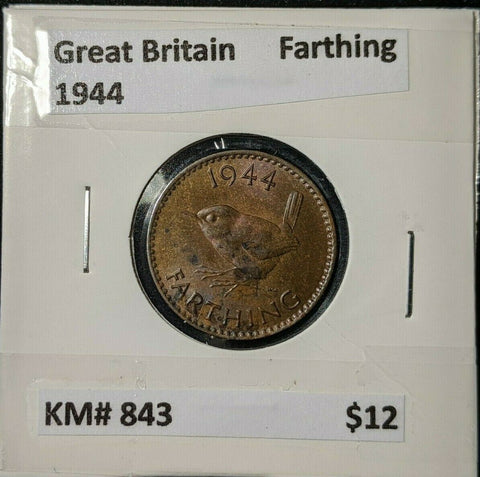 Great Britain Farthing
1944
1944
FARTHING
KM# 843 $12